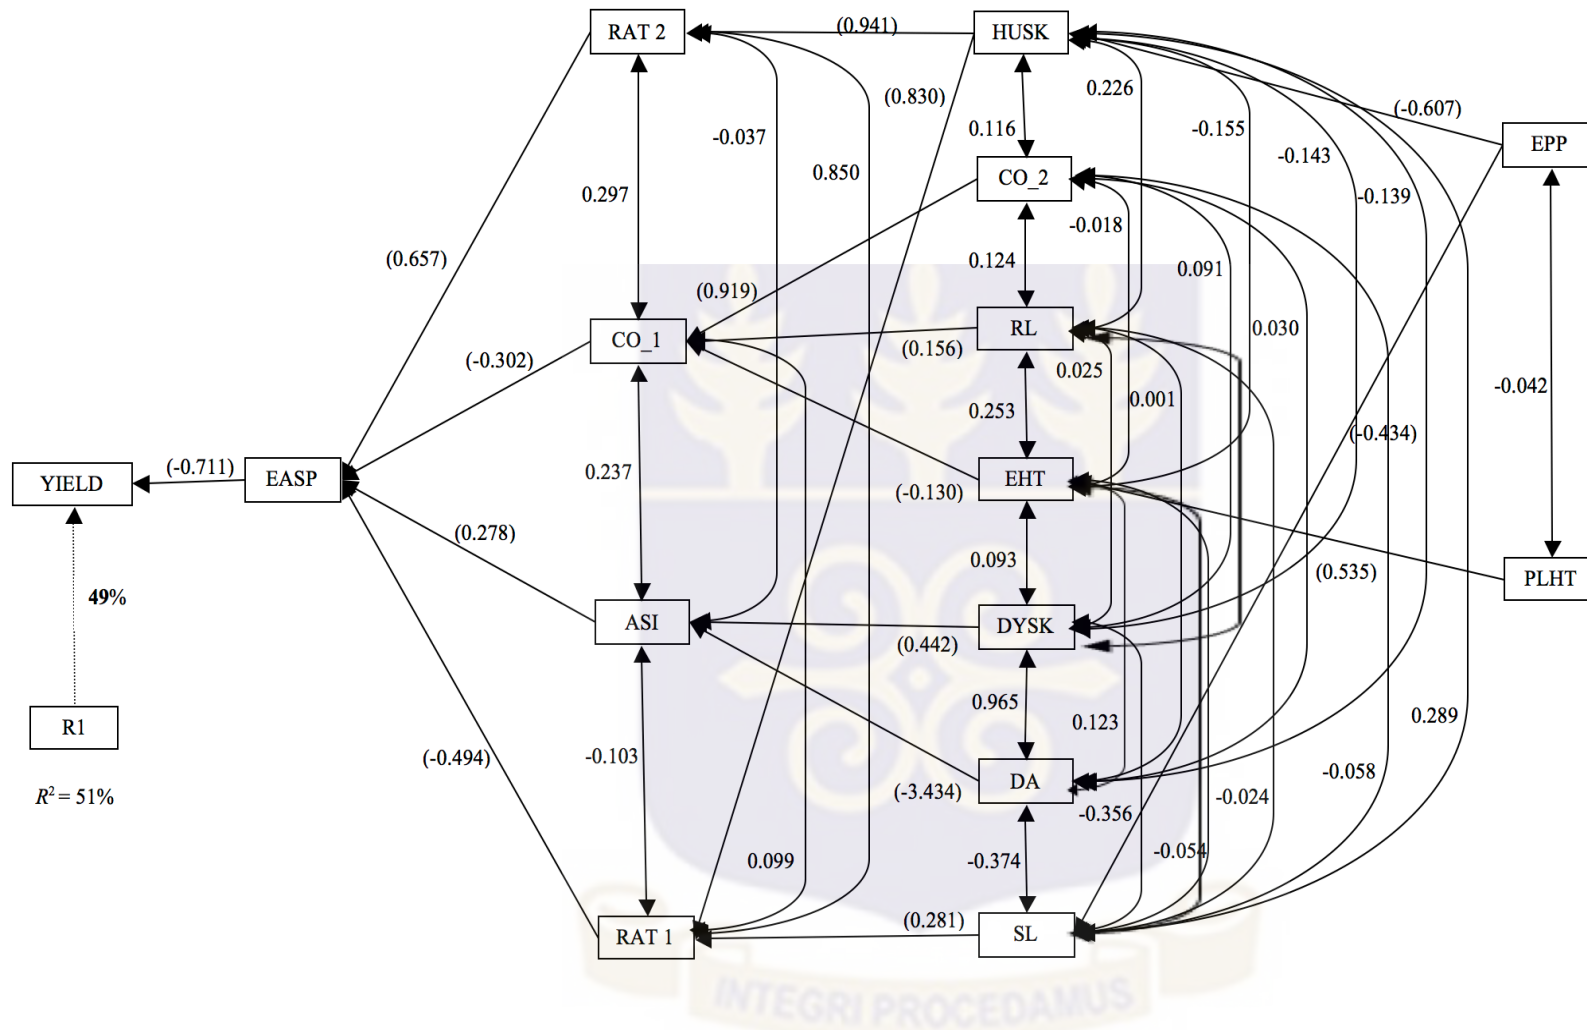 RAT 2
(0.941)
HUSK
(0.830)
0.226
(-0.607)
-0.037
0.116
-0.155
EPP
-0.143
0.850
CO_2
0.297
-0.139
-0.018
(0.657)
0.124
0.091
(0.919)
RL
0.030
CO_1
(0.156)
(-0.302)
0.025
-0.042
0.001
0.253
(-0.434)
0.237
(-0.711)
EHT
YIELD
EASP
(-0.130)
(0.278)
0.093
(0.535)
PLHT
49%
ASI
DYSK
(0.442)
0.965
0.123
0.289
R1
(-0.494)
-0.103
DA
-0.058
R² = 51%
(-3.434)
-0.024
-0.356
0.099
-0.374
-0.054
(0.281)
RAT 1
SL
INTEGRI PROCEDAMUS